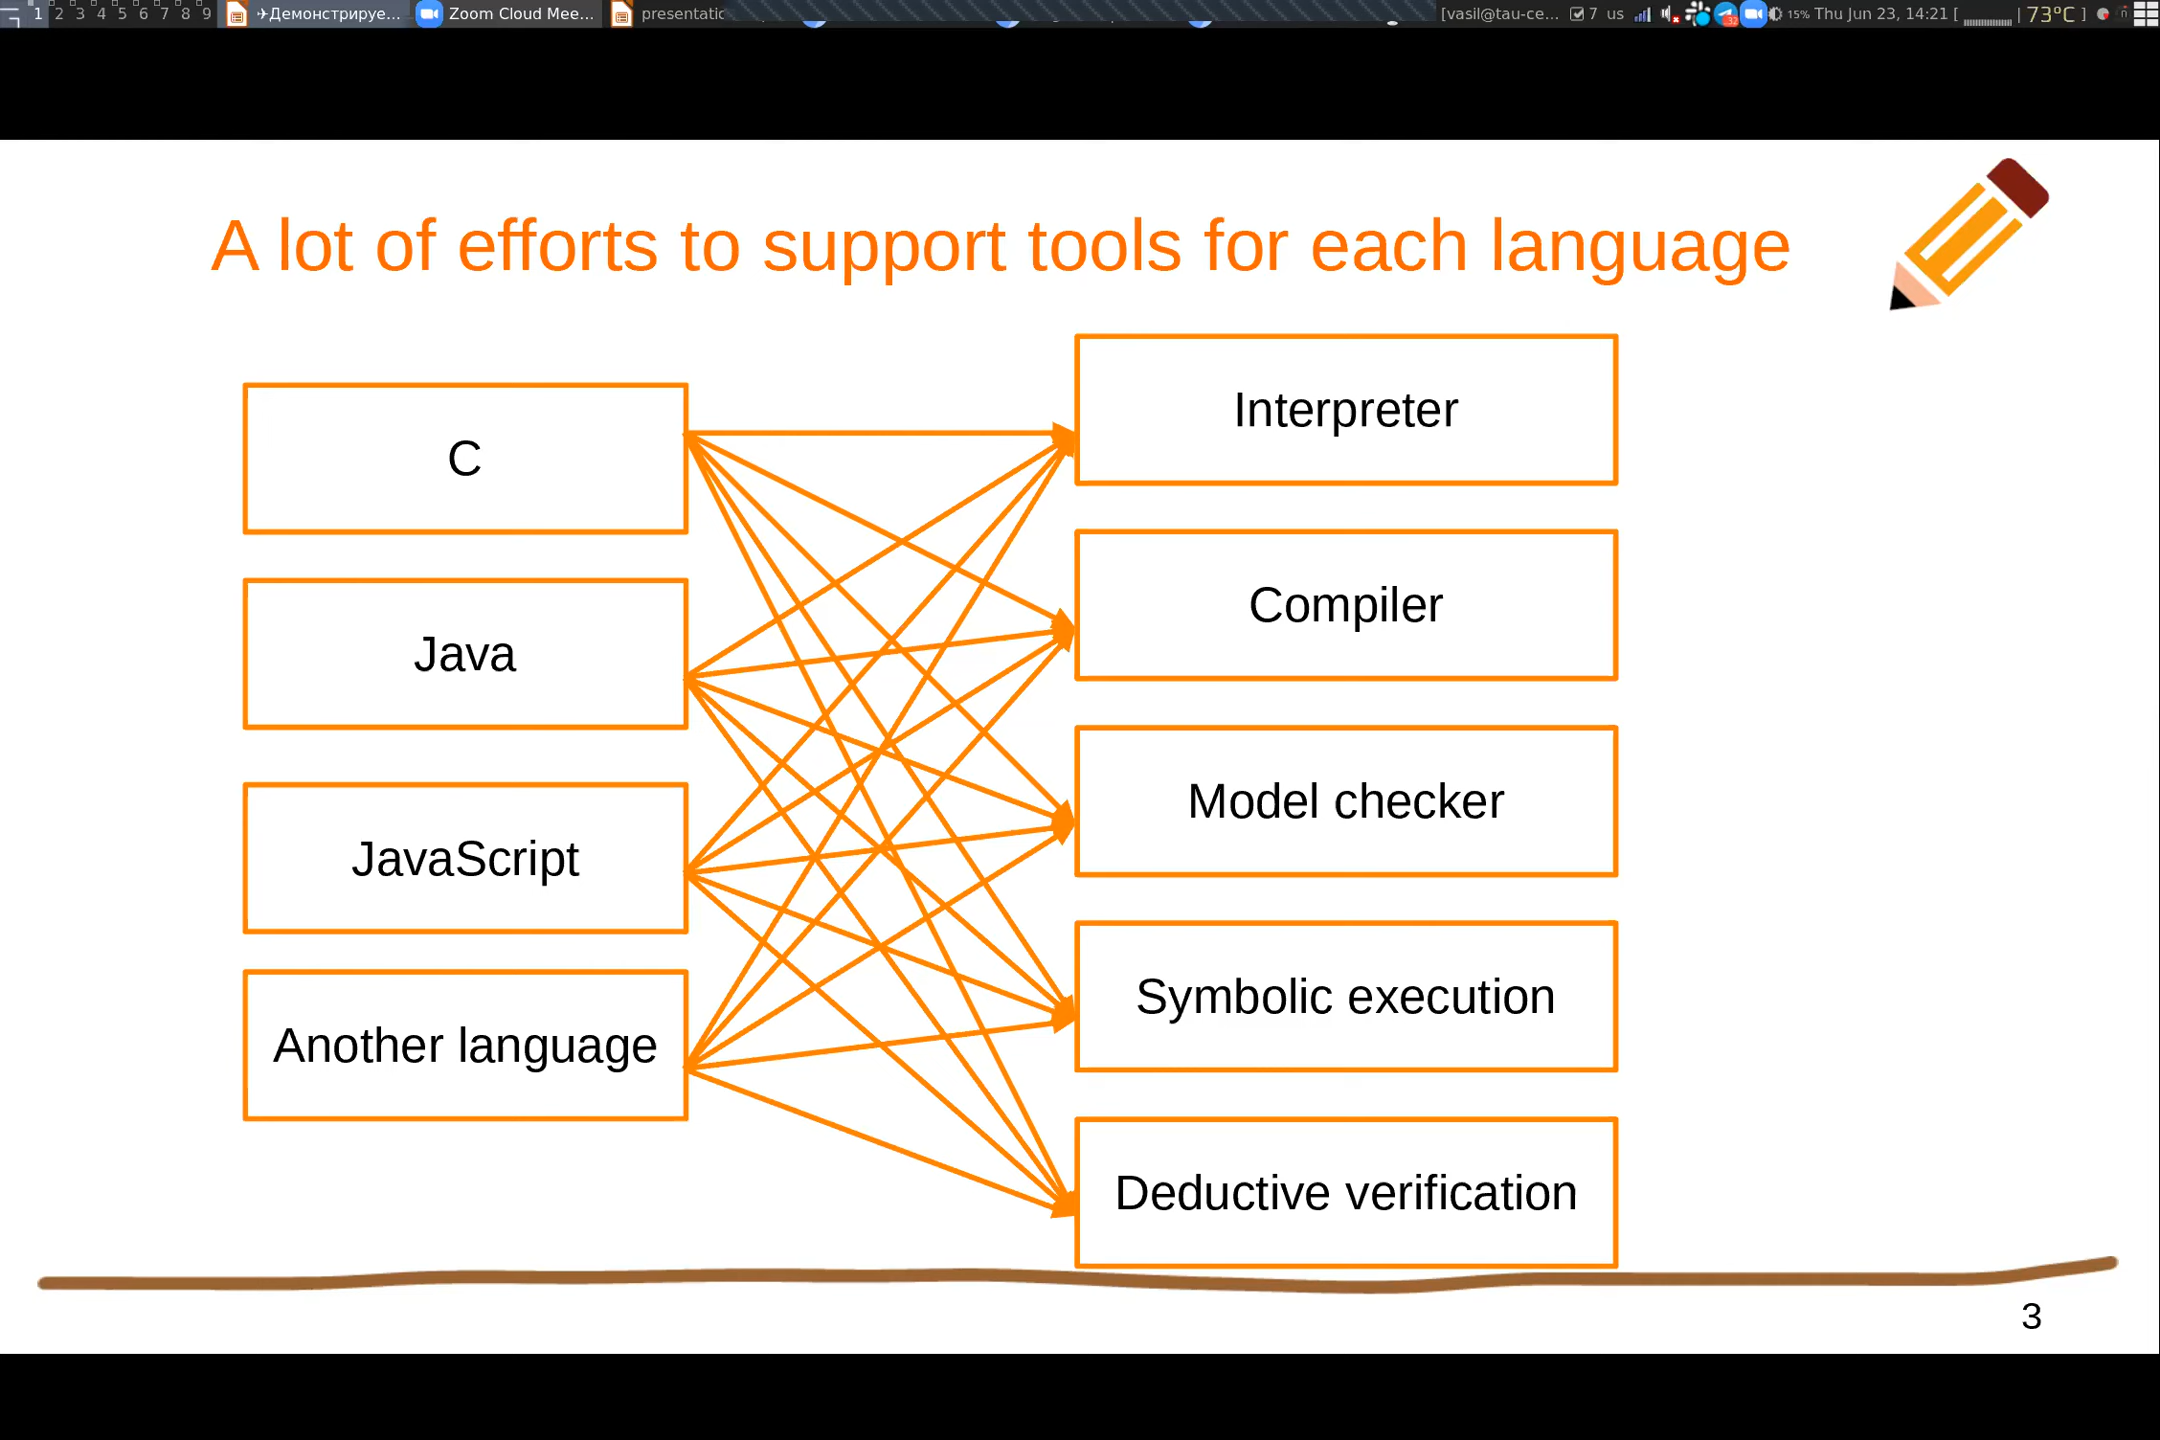 1 2 3 4 5 6 7 8 9 ✈Демонстрируе... Zoom Cloud Mee... [vasil@tau-ce... 7 us 32 15% Thu Jun 23, 14:21 [ | 73°C ]
A lot of efforts to support tools for each language
C
Java
JavaScript
Another language
Interpreter
Compiler
Model checker
Symbolic execution
Deductive verification
3